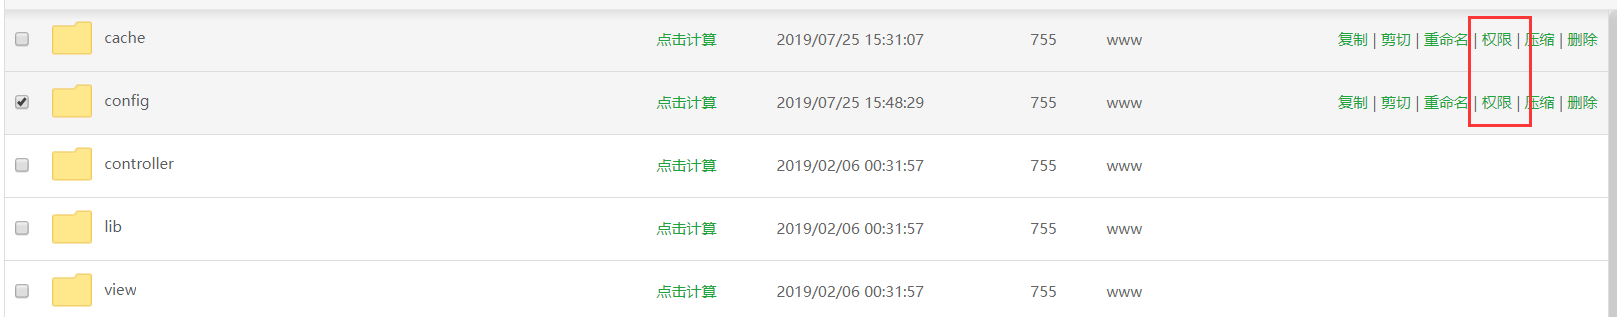 cache 点击计算 2019/07/25 15:31:07 755 www 复制 | 剪切 | 重命名 | 权限 | 压缩 | 删除
config 点击计算 2019/07/25 15:48:29 755 www 复制 | 剪切 | 重命名 | 权限 | 压缩 | 删除
controller 点击计算 2019/02/06 00:31:57 755 www
lib 点击计算 2019/02/06 00:31:57 755 www
view 点击计算 2019/02/06 00:31:57 755 www